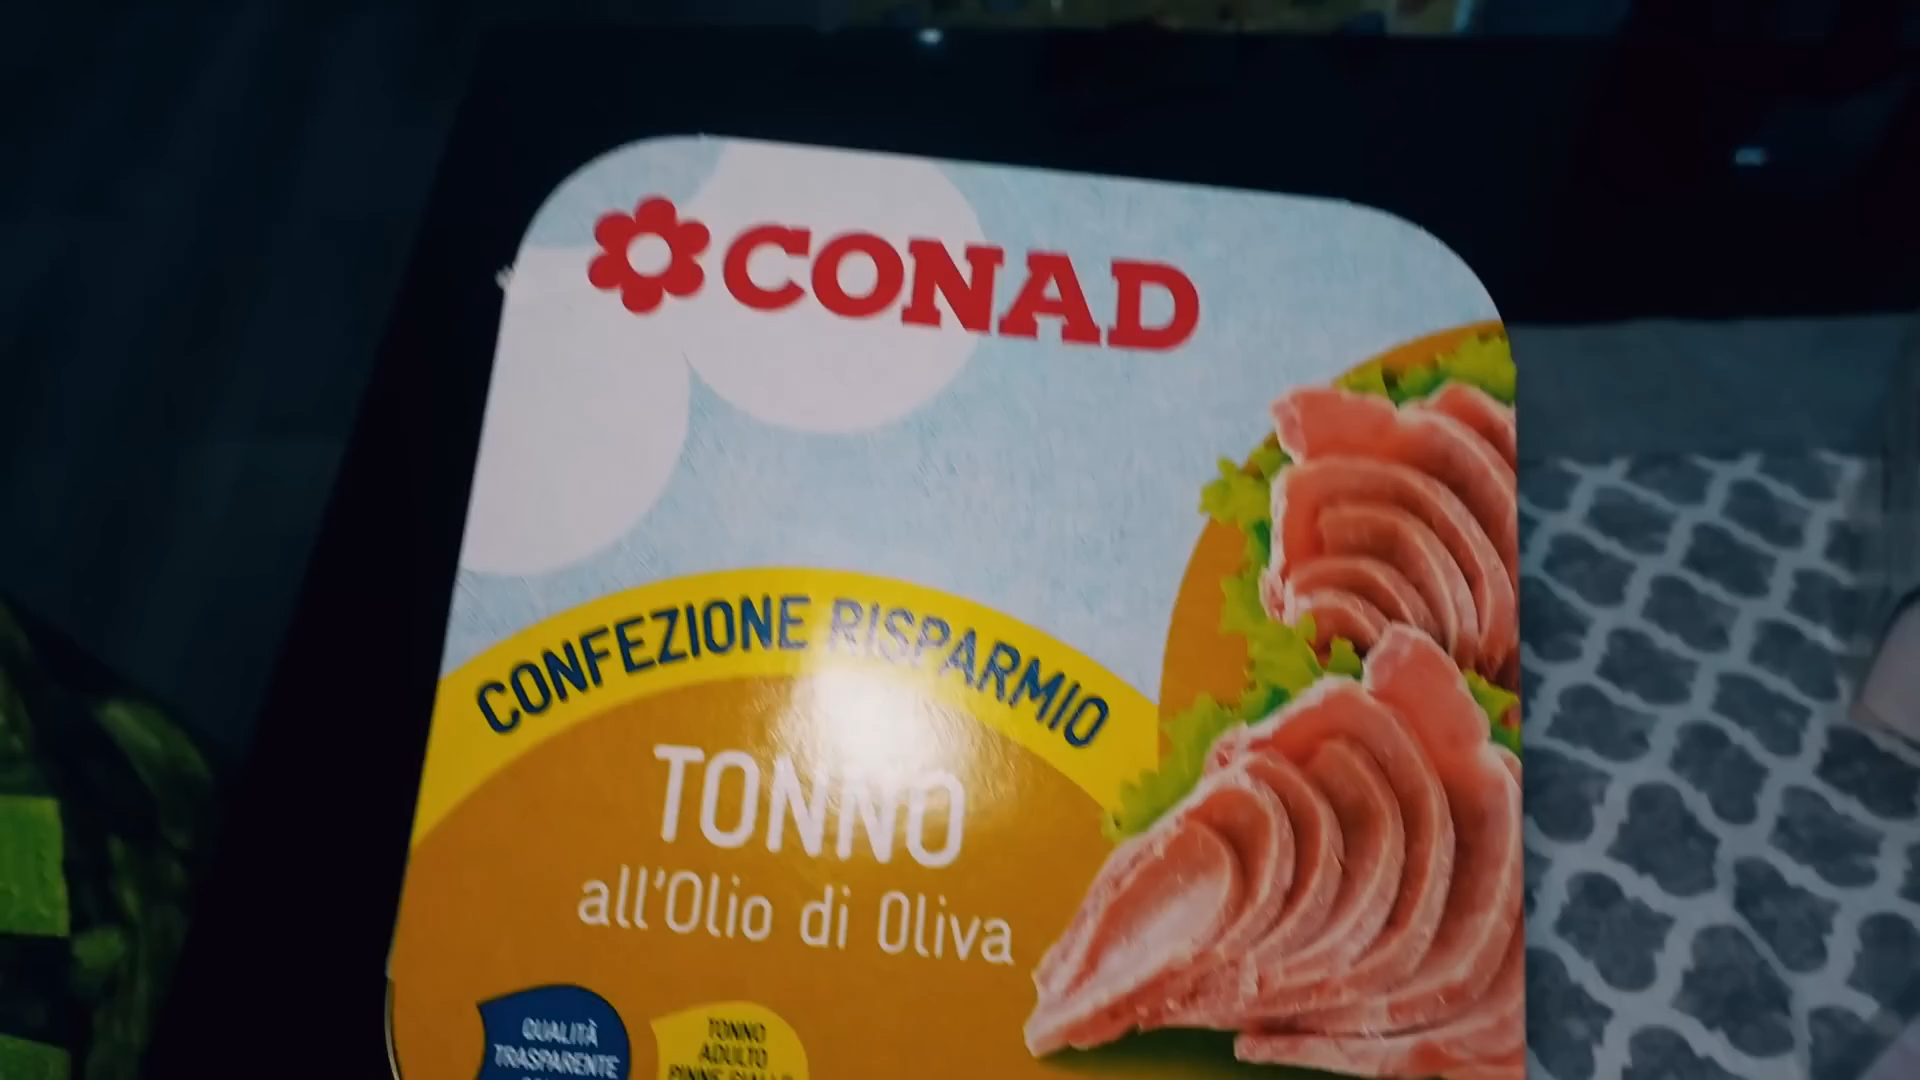 CONAD
CONFEZIONE RISPARMIO
TONNO
all'Olio di Oliva
QUALITÀ
TRASPARENTE
TONNO
ADULTO
PINNE GIALLE